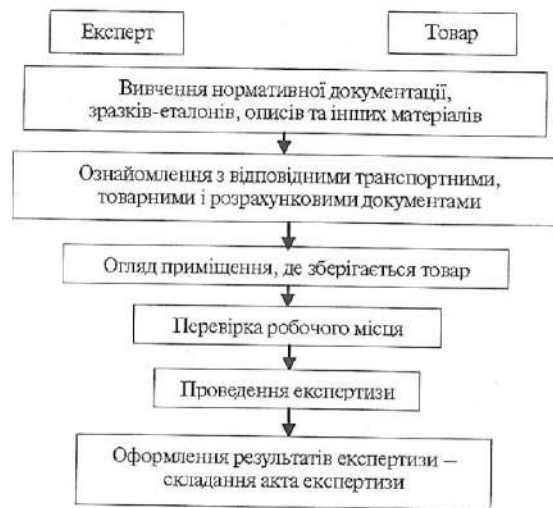 Експерт
Товар
Вивчення нормативної документації,
зразків-еталонів, описів та інших матеріалів
Ознайомлення з відповідними транспортними,
товарними і розрахунковими документами
Огляд приміщення, де зберігається товар
Перевірка робочого місця
Проведення експертизи
Оформлення результатів експертизи —
складання акта експертизи